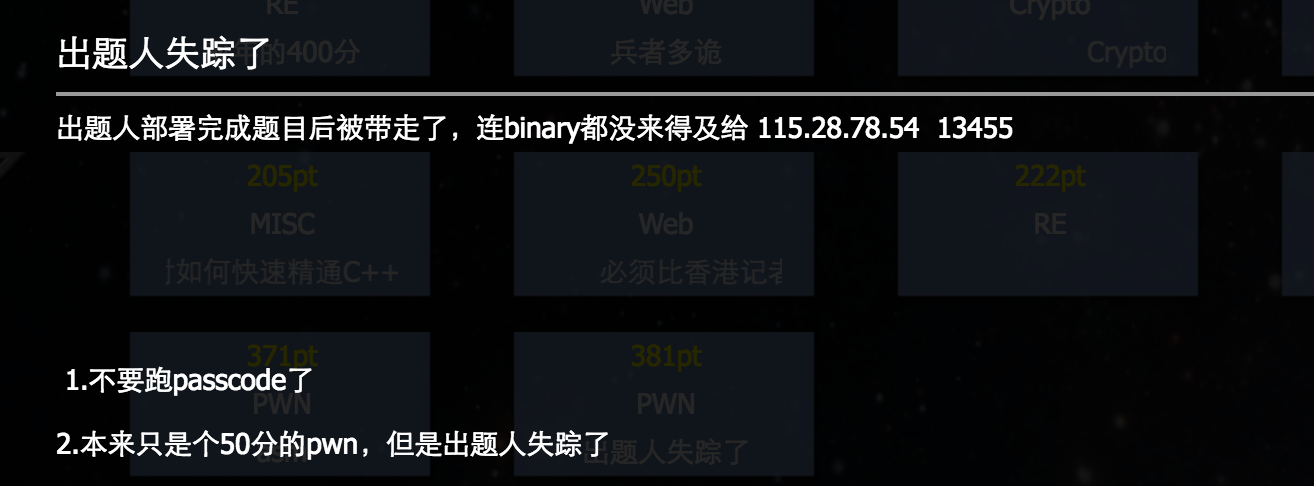 RE
Web
Crypto
出题人失踪了
的400分
兵者多诡
Crypto
出题人部署完成题目后被带走了，连binary都没来得及给 115.28.78.54 13455
205pt
250pt
222pt
MISC
Web
RE
如何快速精通C++
必须比香港记者
371pt
381pt
1.不要跑passcode了
PWN
PWN
2.本来只是个50分的pwn，但是出题人失踪了
出题人失踪了